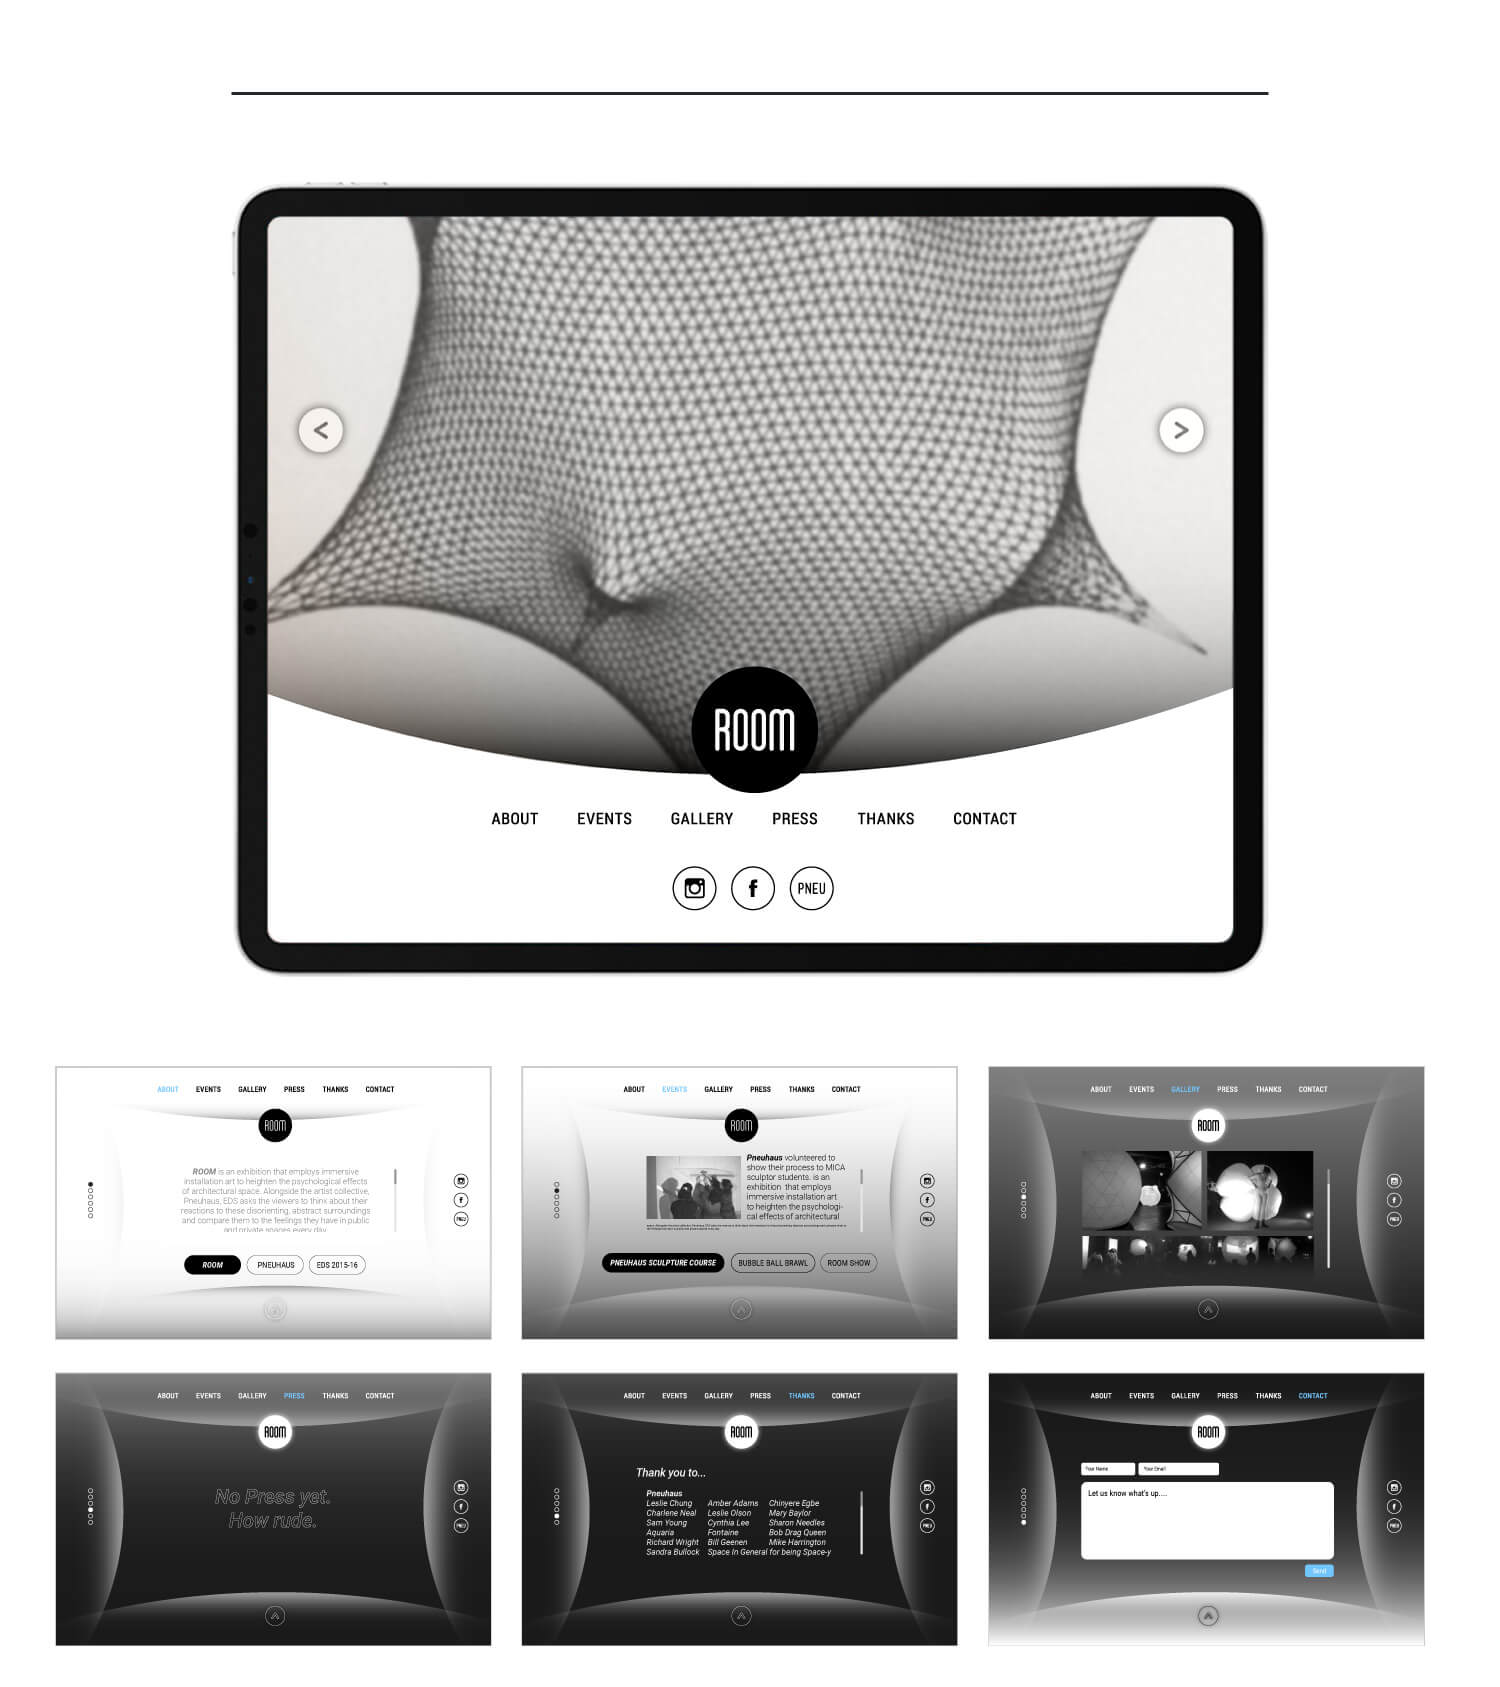 <
>
ROOM
ABOUT EVENTS GALLERY PRESS THANKS CONTACT
f PNEU
ABOUT EVENTS GALLERY PRESS THANKS CONTACT
ROOM
ROOM is an exhibition that employs immersive
installation art to heighten the psychological effects
of architectural space. Alongside the artist collective,
Pneuhaus, EDS asks the viewers to think about their
reactions to these disorienting, abstract surroundings
and compare them to the feelings they have in public
and private spaces every day
f
PNEU
ROOM PNEUHAUS EDS 2015-16
ABOUT EVENTS GALLERY PRESS THANKS CONTACT
ROOM
Pneuhaus volunteered to
show their process to MICA
sculptor students. is an
exhibition that employs
immersive installation art
to heighten the psychologi-
cal effects of architectural
f
PNEU
PNEUHAUS SCULPTURE COURSE BUBBLE BALL BRAWL ROOM SHOW
ABOUT EVENTS GALLERY PRESS THANKS CONTACT
ROOM
f
PNEU
ABOUT EVENTS GALLERY PRESS THANKS CONTACT
ROOM
No Press yet.
How rude.
f
PNEU
ABOUT EVENTS GALLERY PRESS THANKS CONTACT
ROOM
Thank you to...
Pneuhaus
Leslie Chung Amber Adams Chinyere Egbe
Charlene Neal Leslie Olson Mary Baylor
Sam Young Cynthia Lee Sharon Needles
Aquaria Fontaine Bob Drag Queen
Richard Wright Bill Geenen Mike Harrington
Sandra Bullock Space In General for being Space-y
f
PNEU
ABOUT EVENTS GALLERY PRESS THANKS CONTACT
ROOM
Your Name Your Email
Let us know what's up....
f
PNEU
Send